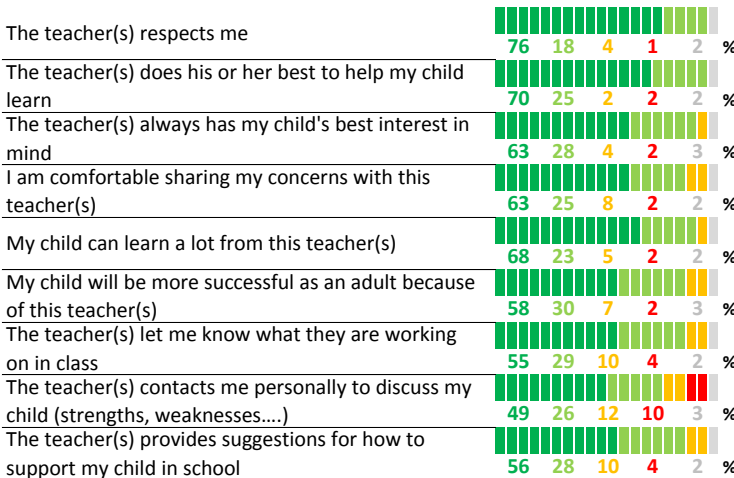 The teacher(s) respects me
76 18 4 1 2 %
The teacher(s) does his or her best to help my child
learn
70 25 2 2 2 %
The teacher(s) always has my child's best interest in
mind
63 28 4 2 3 %
I am comfortable sharing my concerns with this
teacher(s)
63 25 8 2 2 %
My child can learn a lot from this teacher(s)
68 23 5 2 2 %
My child will be more successful as an adult because
of this teacher(s)
58 30 7 2 3 %
The teacher(s) let me know what they are working
on in class
55 29 10 4 2 %
The teacher(s) contacts me personally to discuss my
child (strengths, weaknesses....)
49 26 12 10 3 %
The teacher(s) provides suggestions for how to
support my child in school
56 28 10 4 2 %